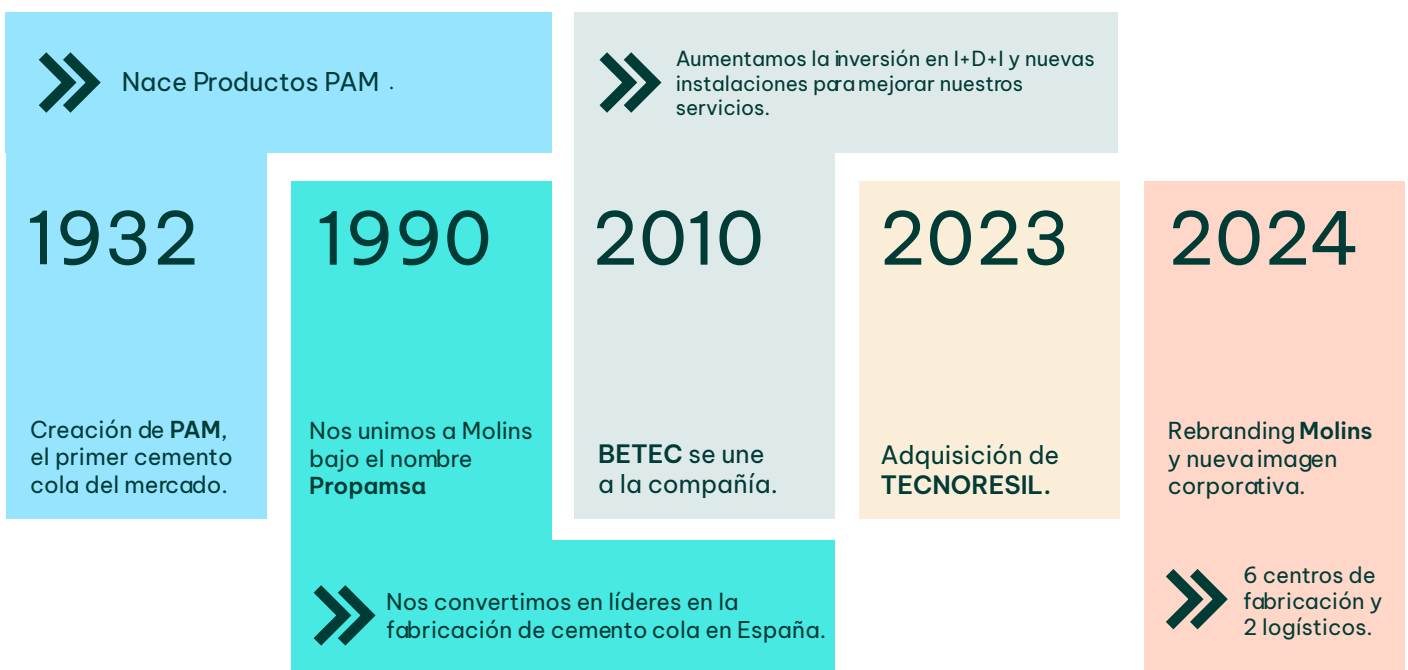 Nace Productos PAM .
1932
Creación de PAM,
el primer cemento
cola del mercado.
1990
Nos unimos a Molins
bajo el nombre
Propamsa
Nos convertimos en líderes en la
fabricación de cemento cola en España.
Aumentamos la inversión en I+D+I y nuevas
instalaciones para mejorar nuestros
servicios.
2010
BETEC se une
a la compañía.
2023
Adquisición de
TECNORESIL.
2024
Rebranding Molins
y nueva imagen
corporativa.
6 centros de
fabricación y
2 logísticos.